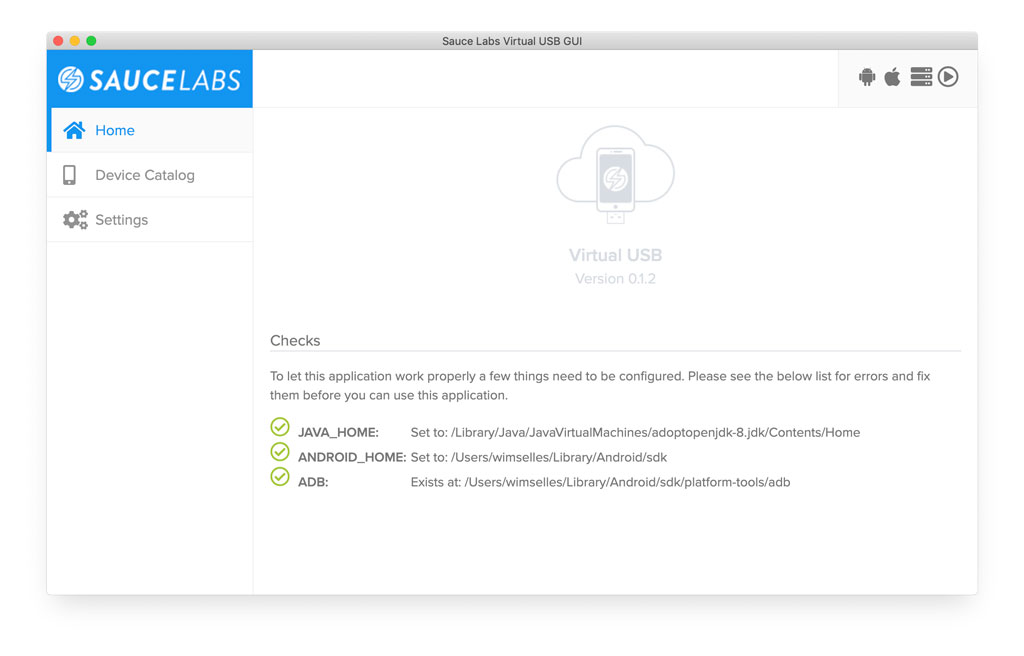 Sauce Labs Virtual USB GUI
SAUCELABS
Home
Device Catalog
Settings
Virtual USB
Version 0.1.2
Checks
To let this application work properly a few things need to be configured. Please see the below list for errors and fix
them before you can use this application.
JAVA_HOME: Set to: /Library/Java/JavaVirtualMachines/adoptopenjdk-8.jdk/Contents/Home
ANDROID_HOME: Set to: /Users/wimselles/Library/Android/sdk
ADB: Exists at: /Users/wimselles/Library/Android/sdk/platform-tools/adb